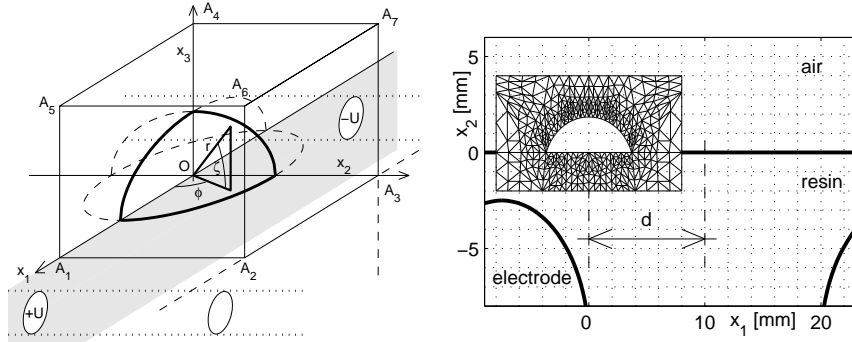 A₄
A₇
x₃
A₅
A₆
−U
r
O
ζ
x₂
ϕ
A₃
x₁
A₁
A₂
+U
x₂ [mm]
5
0
−5
air
resin
d
electrode
0
10
x₁ [mm]
20